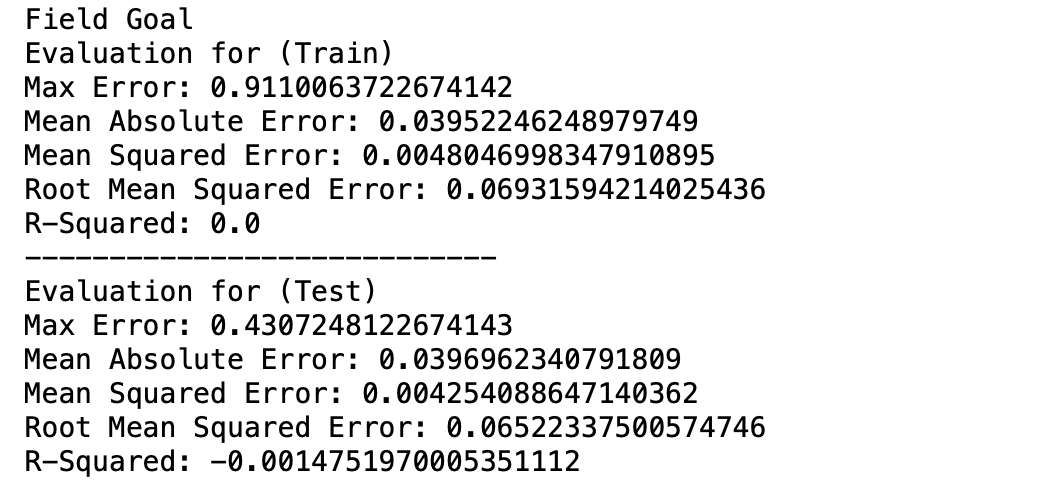 Field Goal
Evaluation for (Train)
Max Error: 0.9110063722674142
Mean Absolute Error: 0.03952246248979749
Mean Squared Error: 0.0048046998347910895
Root Mean Squared Error: 0.06931594214025436
R-Squared: 0.0
----------------------------
Evaluation for (Test)
Max Error: 0.4307248122674143
Mean Absolute Error: 0.0396962340791809
Mean Squared Error: 0.004254088647140362
Root Mean Squared Error: 0.06522337500574746
R-Squared: -0.0014751970005351112